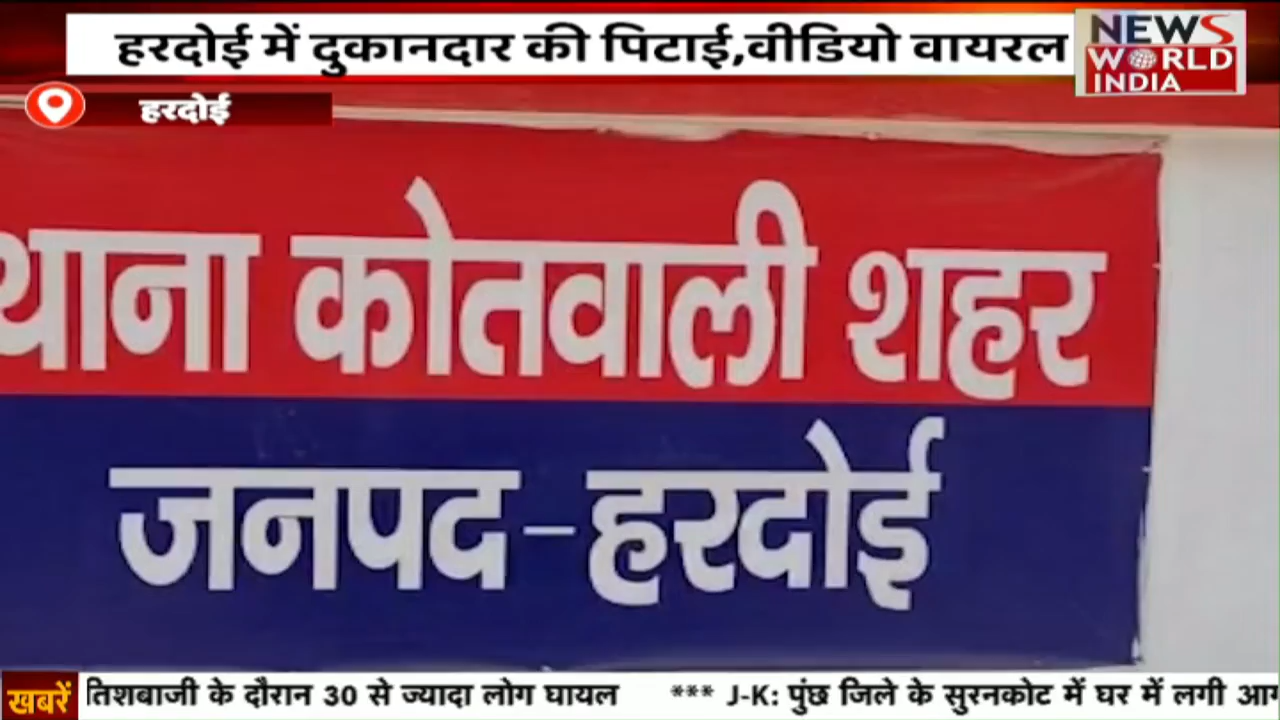 हरदोई में दुकानदार की पिटाई,वीडियो वायरल
NEWS
WORLD
INDIA
हरदोई
थाना कोतवाली शहर
जनपद-हरदोई
खबरें
तिशबाजी के दौरान 30 से ज्यादा लोग घायल *** J-K: पुंछ जिले के सुरनकोट में घर में लगी आग